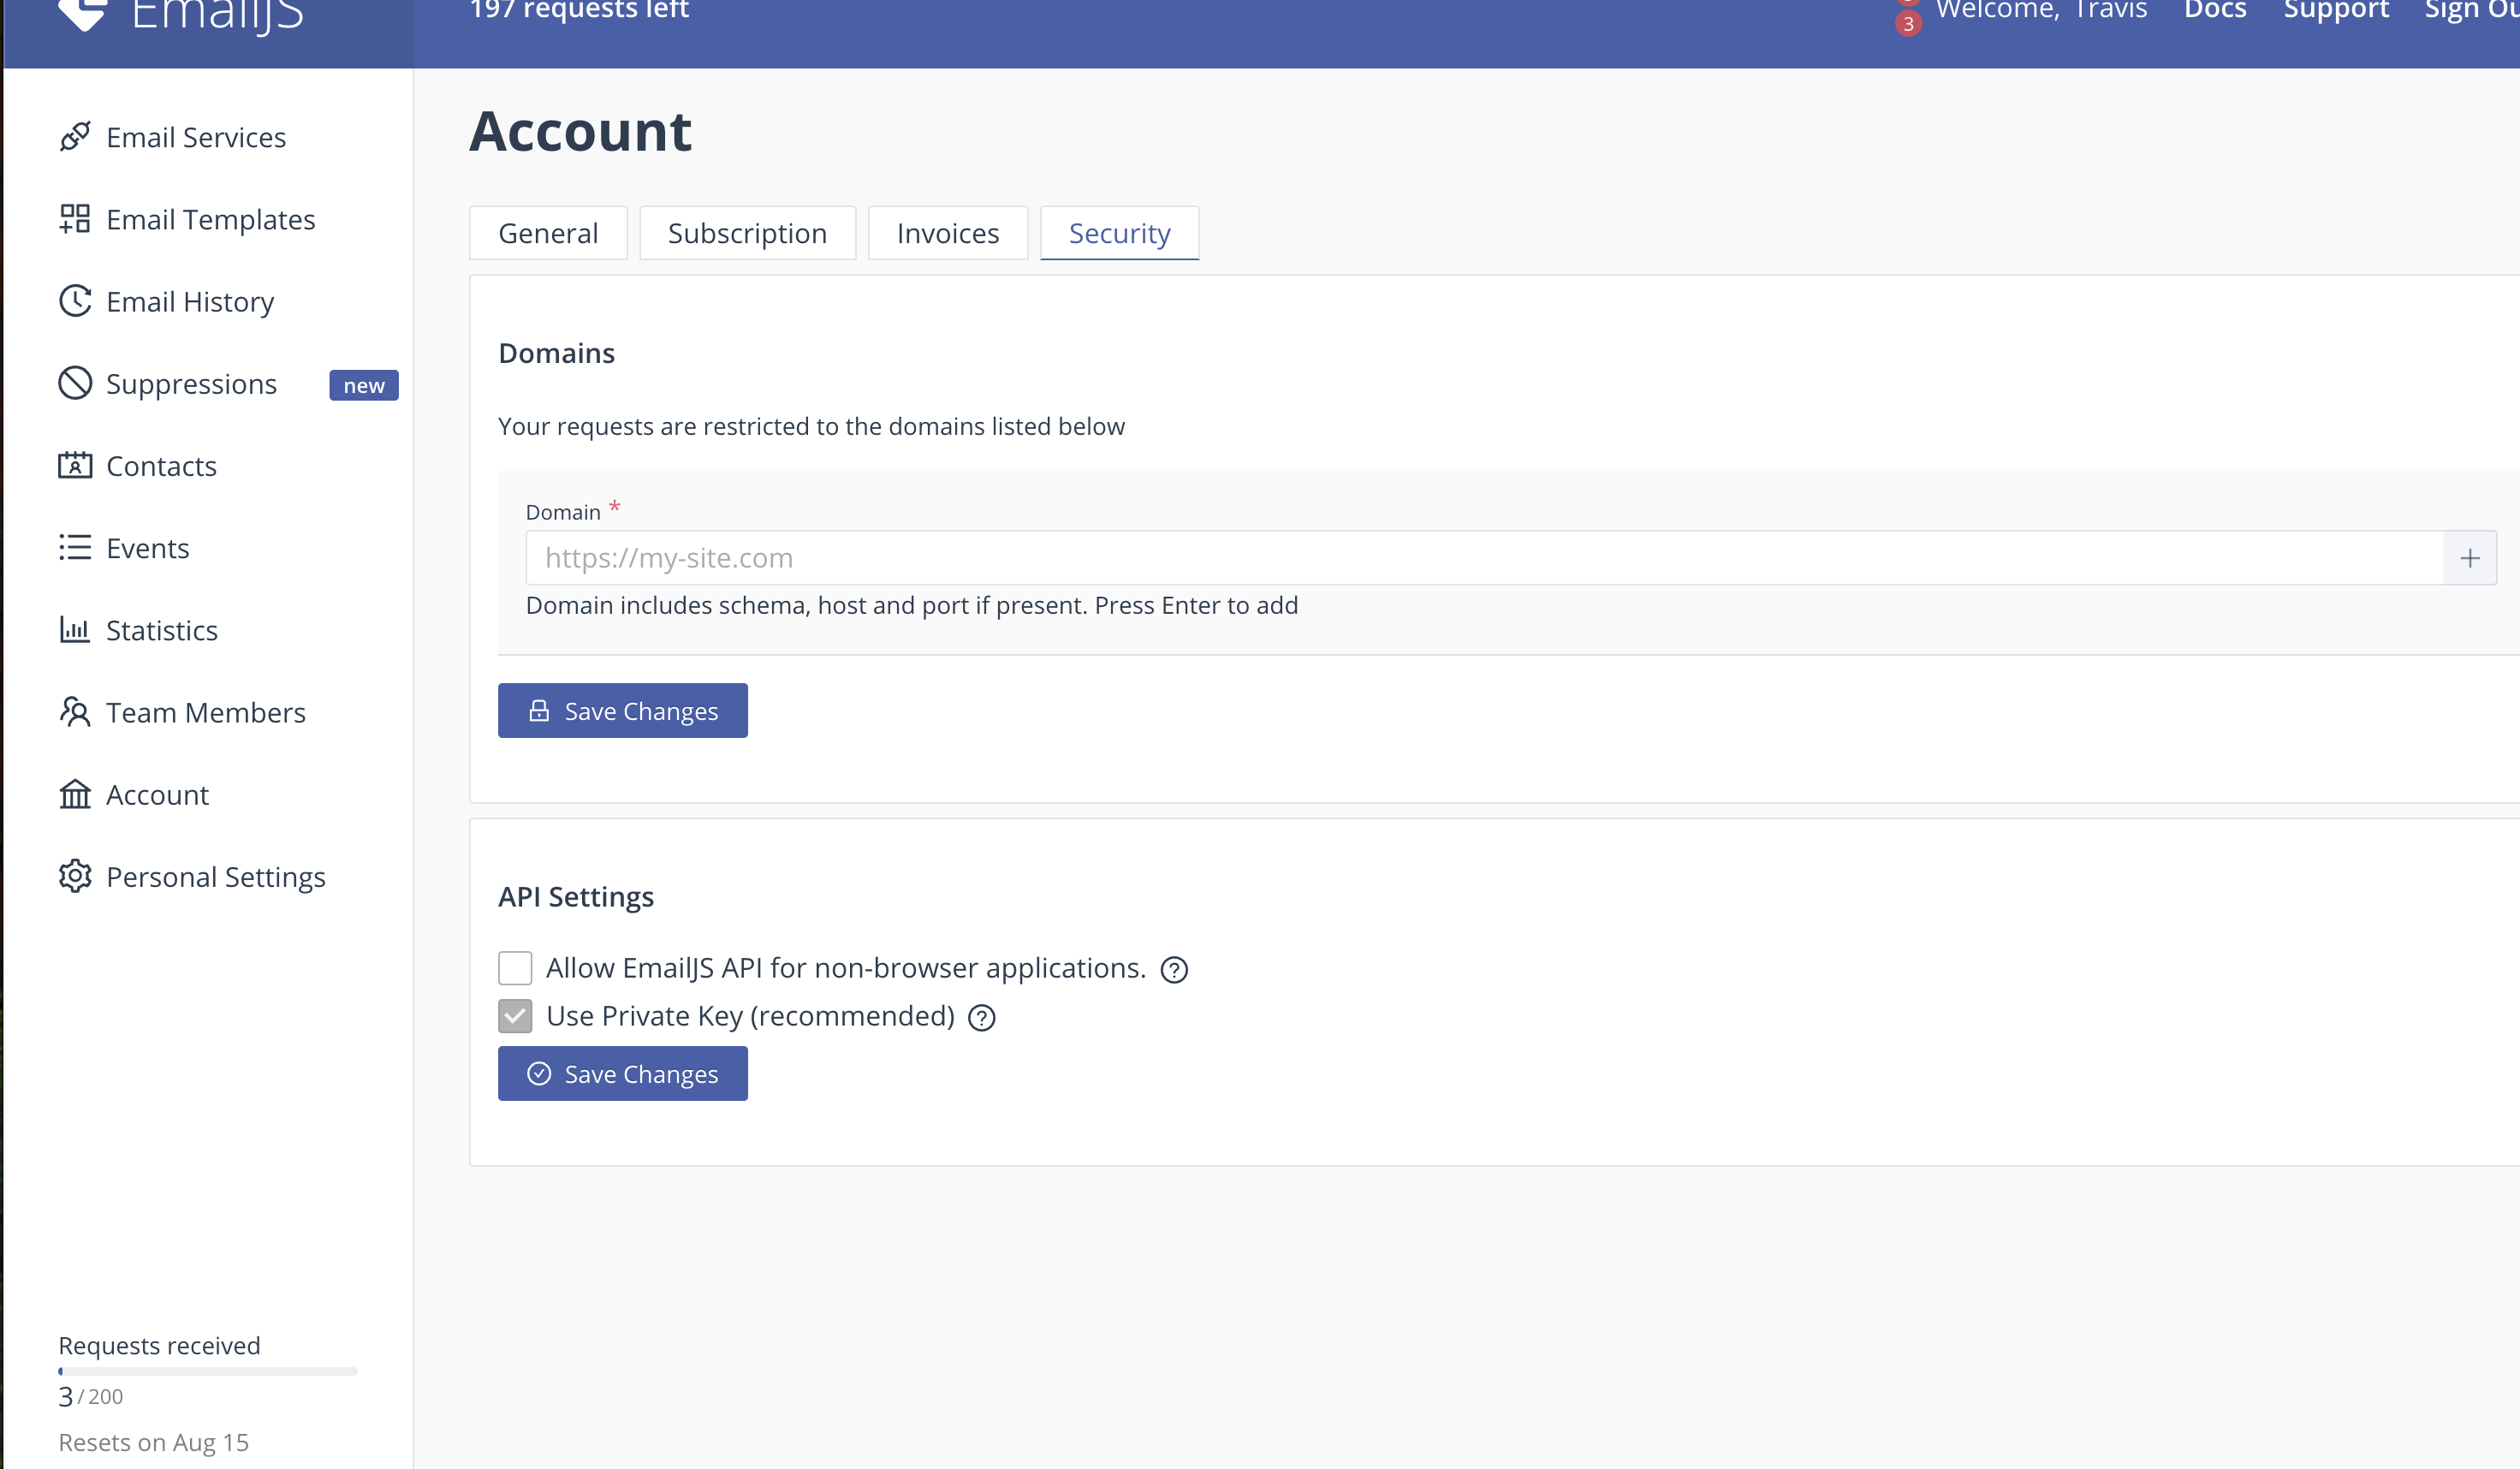 EmailJS
197 requests left
3
Welcome, Travis
Docs
Support
Sign Ou
Email Services
Email Templates
Email History
Suppressions
new
Contacts
Events
Statistics
Team Members
Account
Personal Settings
Requests received
3 / 200
Resets on Aug 15
Account
General
Subscription
Invoices
Security
Domains
Your requests are restricted to the domains listed below
Domain *
https://my-site.com
+
Domain includes schema, host and port if present. Press Enter to add
Save Changes
API Settings
Allow EmailJS API for non-browser applications. ?
Use Private Key (recommended) ?
Save Changes